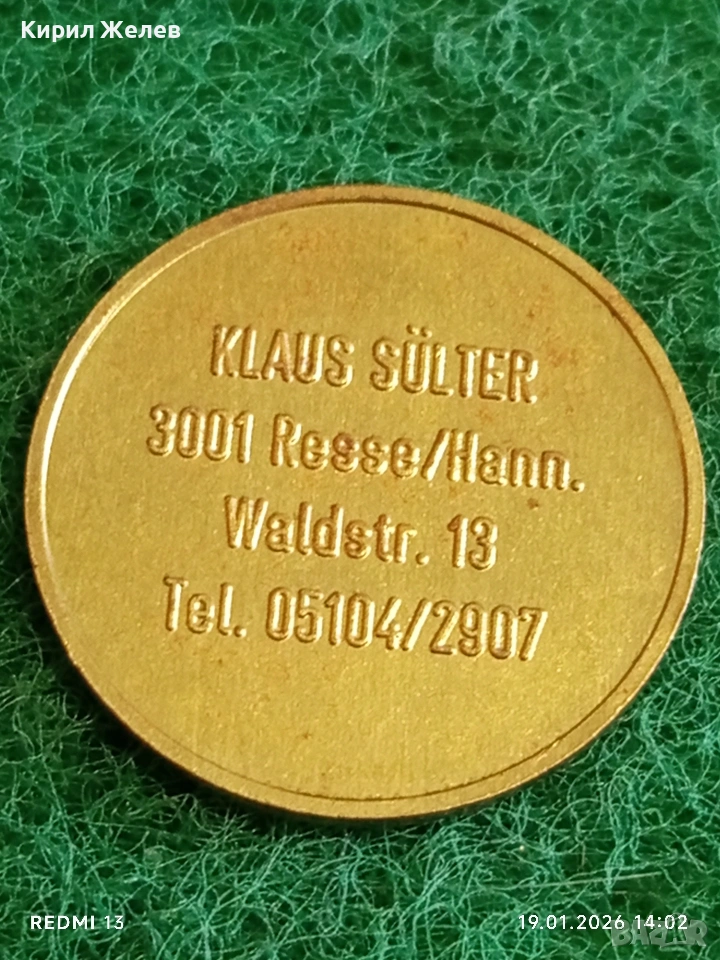 Кирил Желев
KLAUS SÜLTER
3001 Resse/Hann.
Waldstr. 13
Tel. 05104/2907
REDMI 13
19.01.2026 14:02
BAZAR